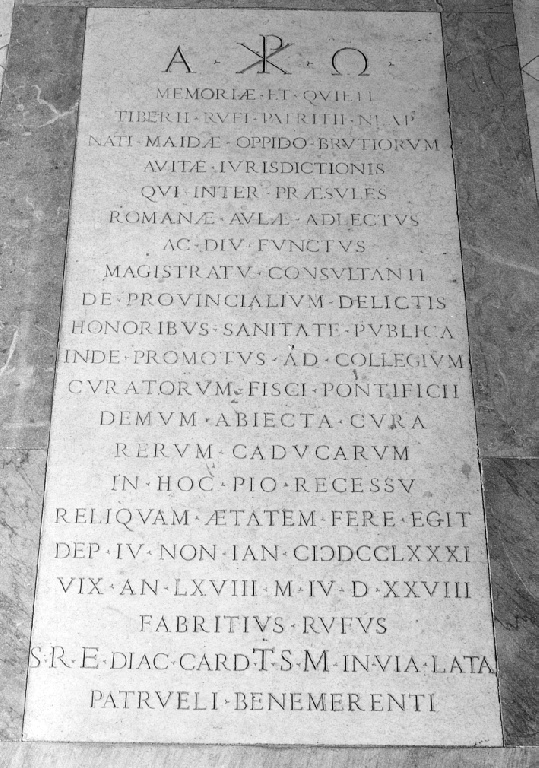 Α · ☧ · Ω ·
MEMORIÆ · ET · QVIETI
TIBERII · RVFI · PATRITII · NEAP
NATI · MAIDÆ · OPPIDO · BRVTIORVM
AVITÆ · IVRISDICTIONIS
QVI · INTER · PRÆSVLES
ROMANÆ · AVLÆ · ADLECTVS
AC · DIV · FVNCTVS
MAGISTRATV · CONSVLTANTI
DE · PROVINCIALIVM · DELICTIS
HONORIBVS · SANITATE · PVBLICA
INDE · PROMOTVS · AD · COLLEGIVM
CVRATORVM · FISCI · PONTIFICII
DEMVM · ABIECTA · CVRA
RERVM · CADVCARVM
IN · HOC · PIO · RECESSV
RELIQVAM · ÆTATEM · FERE · EGIT
DEP · IV · NON · IAN · CIↃDCCLXXXI
VIX · AN · LXVIII · M · IV · D · XXVIII
FABRITIVS · RVFVS
S · R · E · DIAC · CARD T · S · M · IN · VIA · LATA
PATRVELI · BENEMERENTI